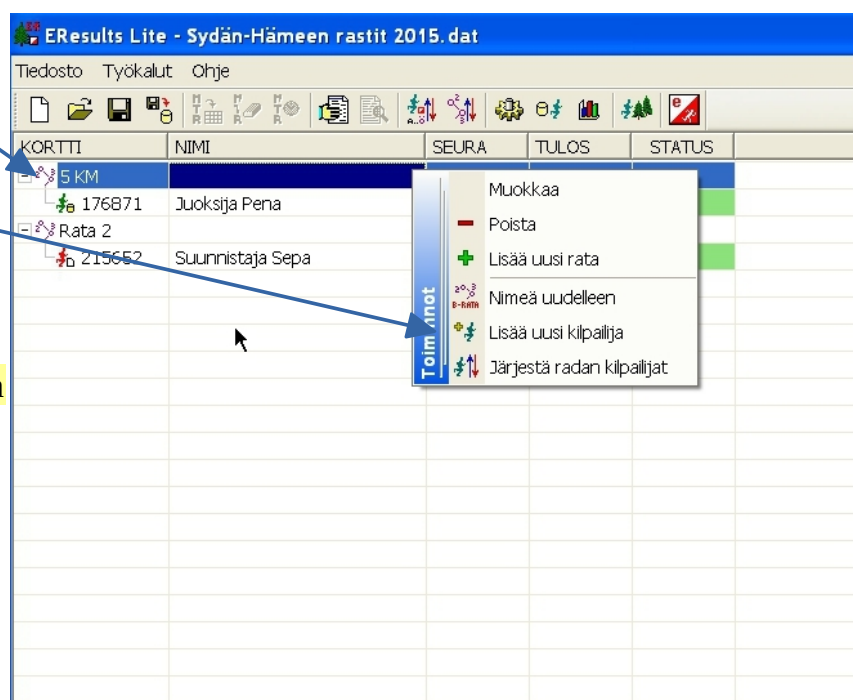 EResults Lite - Sydän-Hämeen rastit 2015.dat
Tiedosto Työkalut Ohje
KORTTI NIMI SEURA TULOS STATUS
5 KM
176871 Juoksija Pena
Rata 2
215652 Suunnistaja Sepa
Toiminnot
Muokkaa
Poista
Lisää uusi rata
B-RATA
Nimeä uudelleen
Lisää uusi kilpailija
Järjestä radan kilpailijat